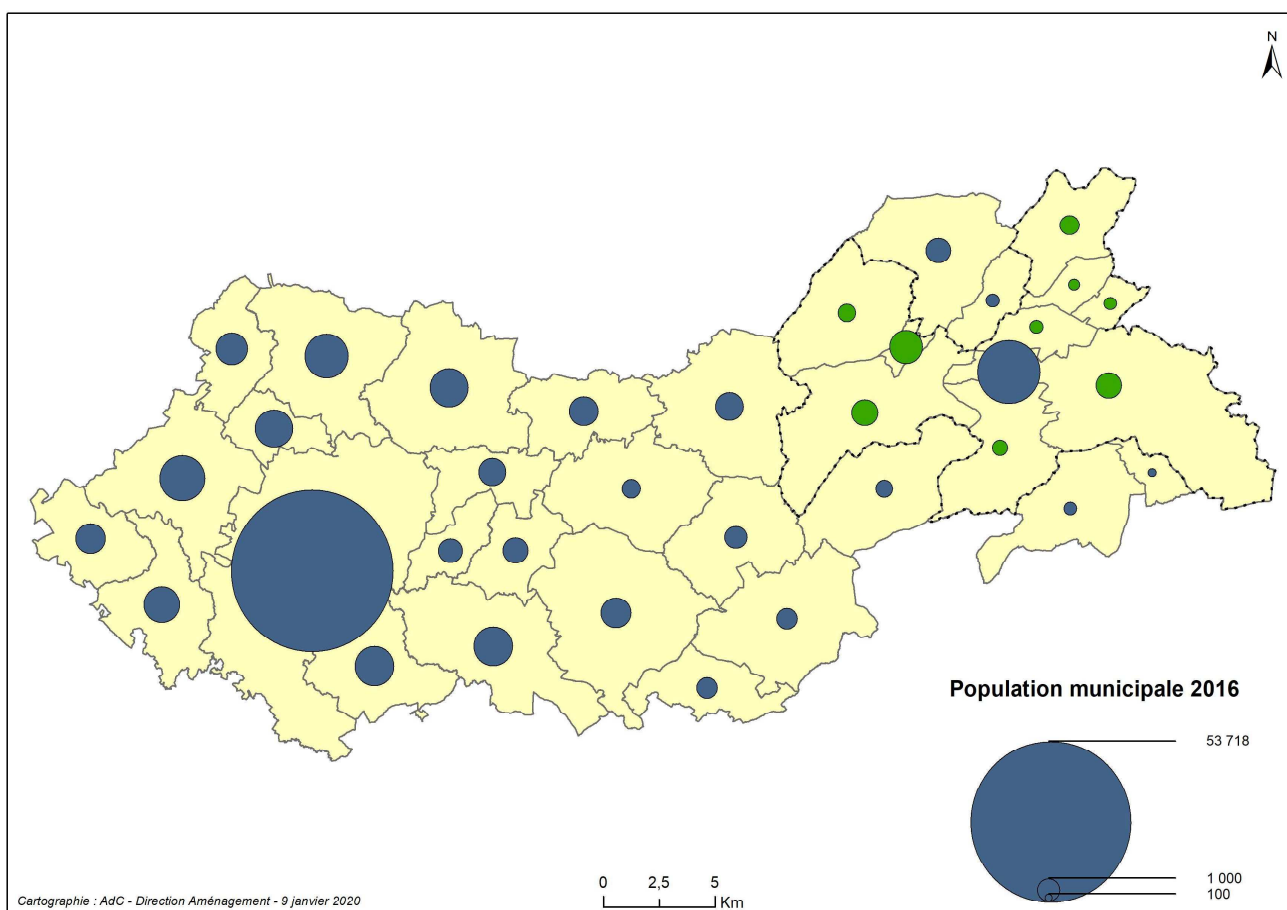 N
Population municipale 2016
53 718
1 000
100
0 2,5 5
Km
Cartographie : AdC - Direction Aménagement - 9 janvier 2020